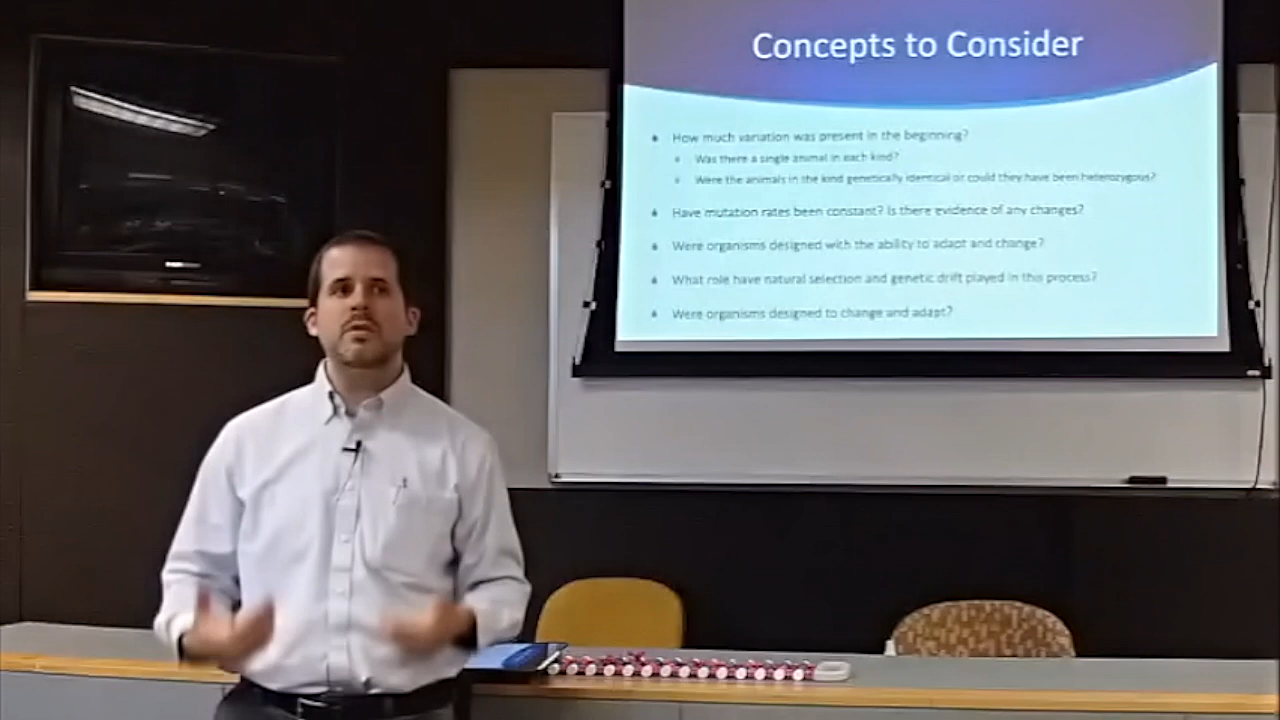 Concepts to Consider
How much variation was present in the beginning?
Was there a single animal in each kind?
Were the animals in the kind genetically identical or could they have been heterozygous?
Have mutation rates been constant? Is there evidence of any changes?
Were organisms designed with the ability to adapt and change?
What role have natural selection and genetic drift played in this process?
Were organisms designed to change and adapt?